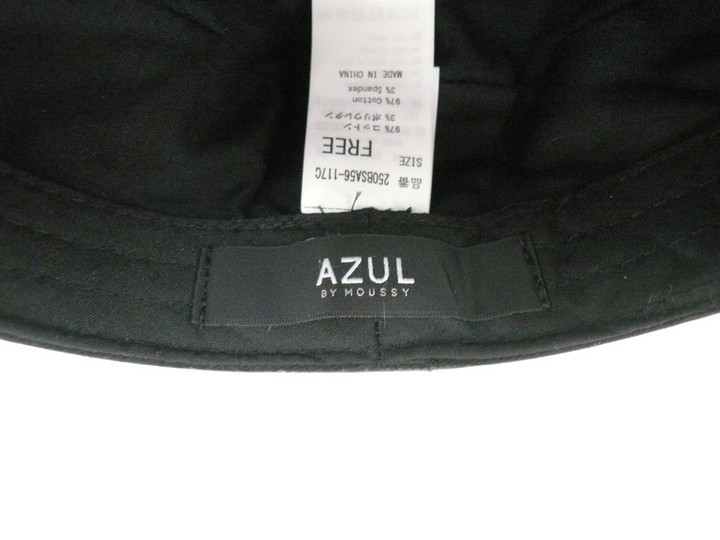 AZUL
BY MOUSSY
品番 250BSA56-117C
SIZE
FREE
97% コットン
3% ポリウレタン
97% Cotton
3% Spandex
MADE IN CHINA